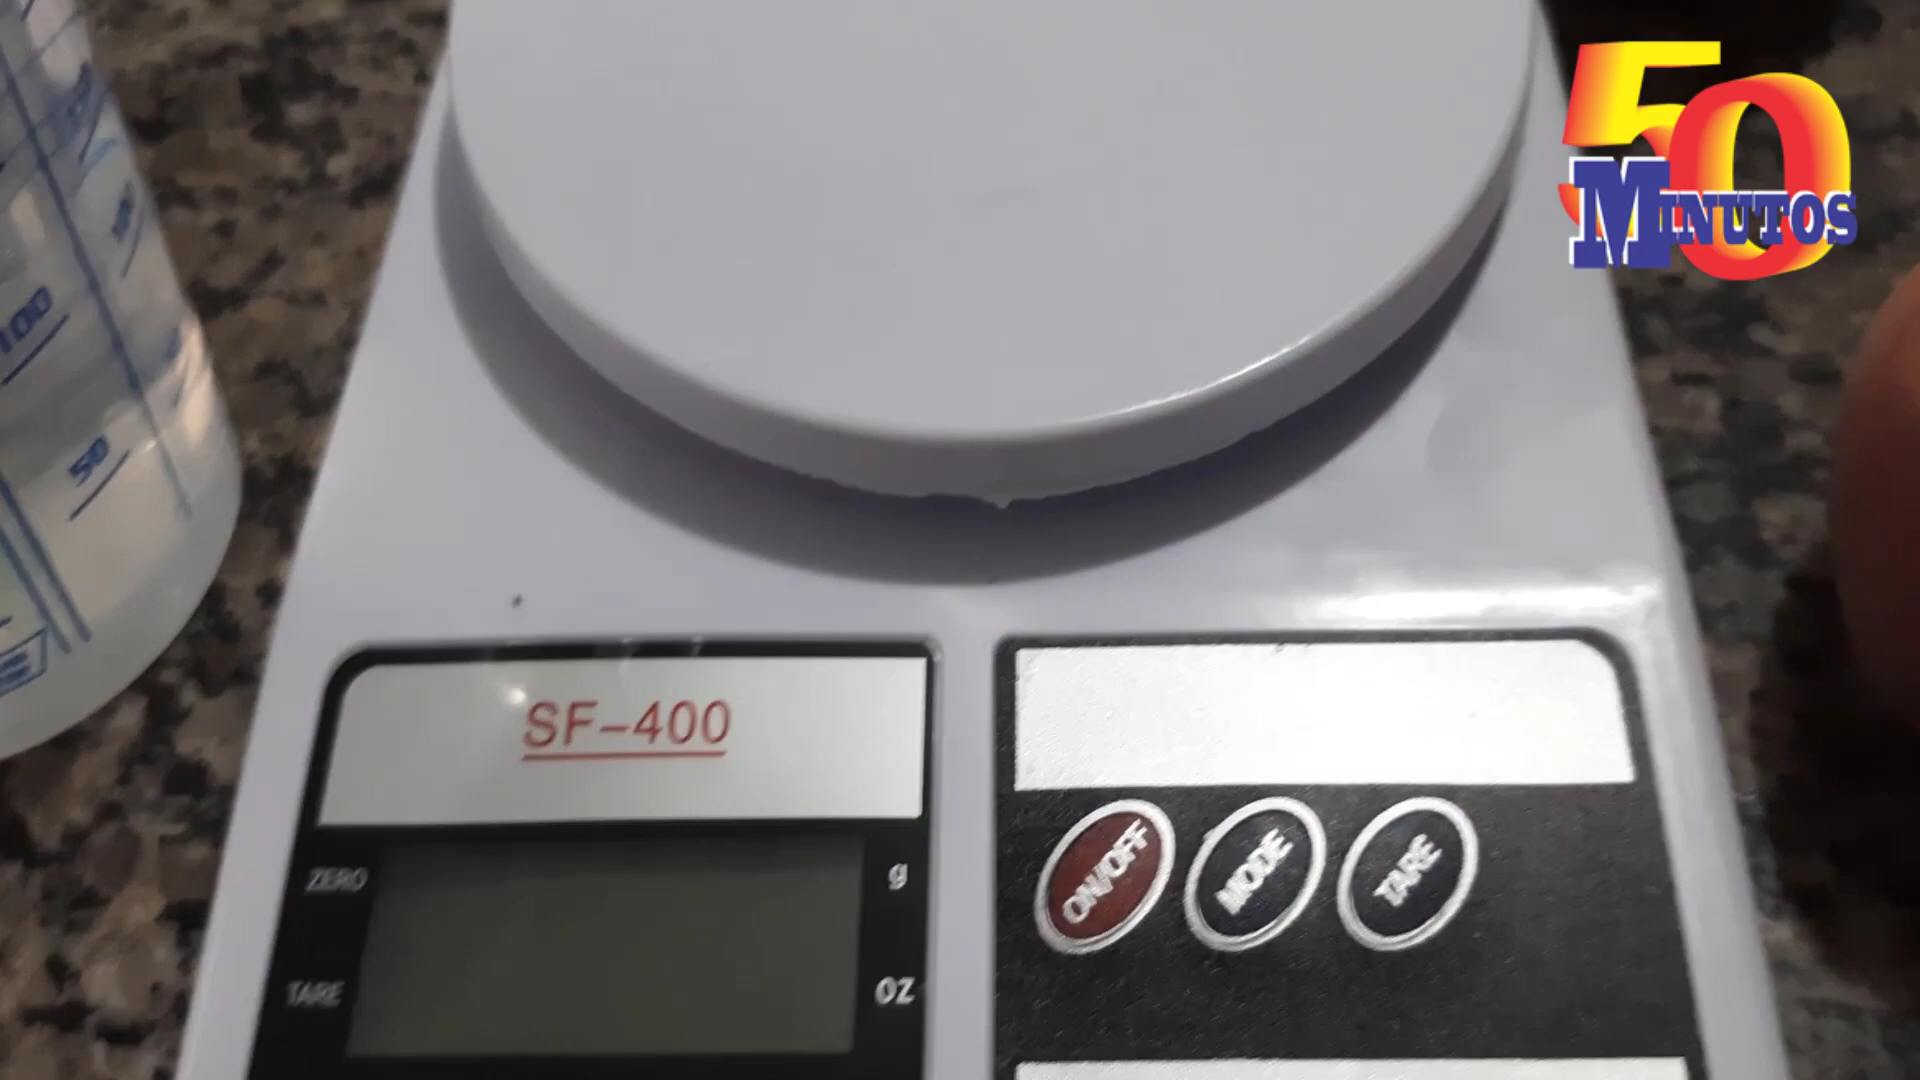 50
MINUTOS
100
50
SF-400
ZERO
g
TARE
OZ
ON/OFF
MODE
TARE